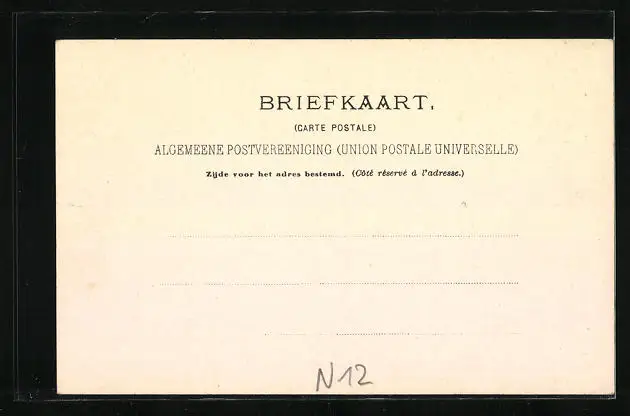 BRIEFKAART.
(CARTE POSTALE)
ALGEMEENE POSTVEREENIGING (UNION POSTALE UNIVERSELLE)
Zijde voor het adres bestemd. (Côté réservé à l'adresse.)
N12